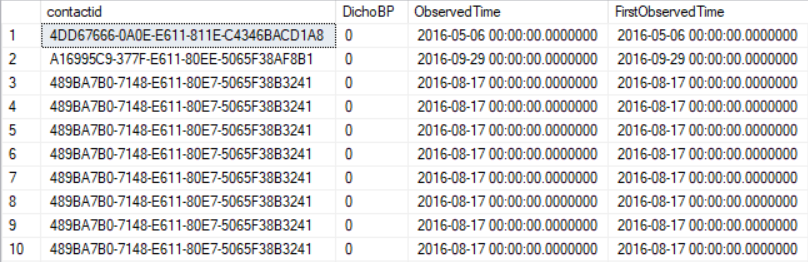 contactid DichoBP ObservedTime FirstObservedTime
1 4DD67666-0A0E-E611-811E-C4346BACD1A8 0 2016-05-06 00:00:00.0000000 2016-05-06 00:00:00.0000000
2 A16995C9-377F-E611-80EE-5065F38AF8B1 0 2016-09-29 00:00:00.0000000 2016-09-29 00:00:00.0000000
3 489BA7B0-7148-E611-80E7-5065F38B3241 0 2016-08-17 00:00:00.0000000 2016-08-17 00:00:00.0000000
4 489BA7B0-7148-E611-80E7-5065F38B3241 0 2016-08-17 00:00:00.0000000 2016-08-17 00:00:00.0000000
5 489BA7B0-7148-E611-80E7-5065F38B3241 0 2016-08-17 00:00:00.0000000 2016-08-17 00:00:00.0000000
6 489BA7B0-7148-E611-80E7-5065F38B3241 0 2016-08-17 00:00:00.0000000 2016-08-17 00:00:00.0000000
7 489BA7B0-7148-E611-80E7-5065F38B3241 0 2016-08-17 00:00:00.0000000 2016-08-17 00:00:00.0000000
8 489BA7B0-7148-E611-80E7-5065F38B3241 0 2016-08-17 00:00:00.0000000 2016-08-17 00:00:00.0000000
9 489BA7B0-7148-E611-80E7-5065F38B3241 0 2016-08-17 00:00:00.0000000 2016-08-17 00:00:00.0000000
10 489BA7B0-7148-E611-80E7-5065F38B3241 0 2016-08-17 00:00:00.0000000 2016-08-17 00:00:00.0000000